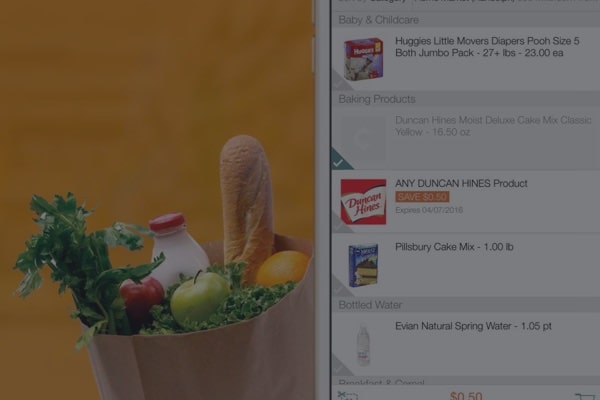 Baby & Childcare
Huggies Little Movers Diapers Pooh Size 5
Both Jumbo Pack - 27+ lbs - 23.00 ea
Baking Products
Duncan Hines Moist Deluxe Cake Mix Classic
Yellow - 16.50 oz
ANY DUNCAN HINES Product
SAVE $0.50
Expires 04/07/2016
Duncan
Hines
Pillsbury Cake Mix - 1.00 lb
Bottled Water
Evian Natural Spring Water - 1.05 pt
Breakfast & Cereal
$0.50